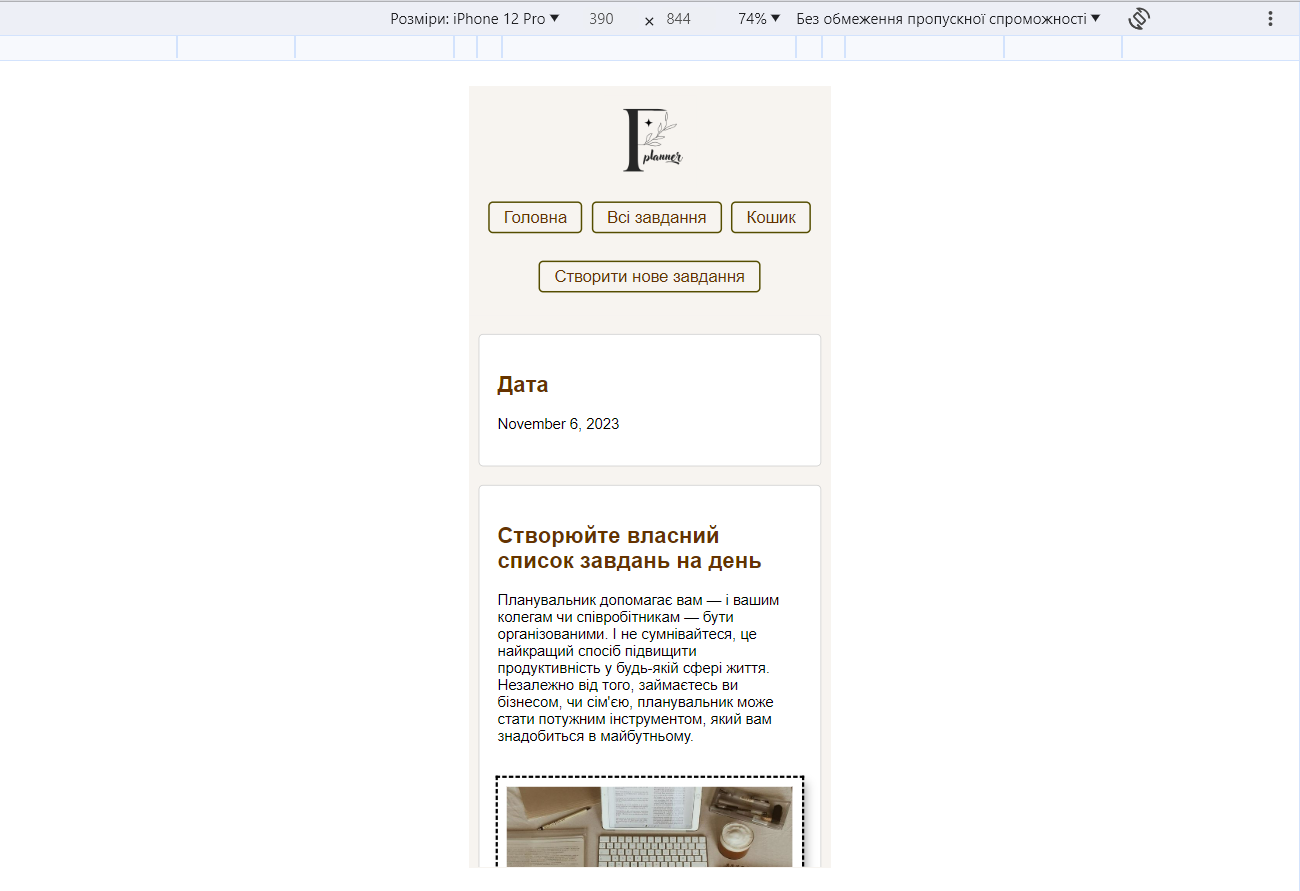 Розміри: iPhone 12 Pro ▼ 390 × 844 74% ▼ Без обмеження пропускної спроможності ▼
F
planner
Головна Всі завдання Кошик
Створити нове завдання
Дата
November 6, 2023
Створюйте власний
список завдань на день
Планувальник допомагає вам — і вашим
колегам чи співробітникам — бути
організованими. І не сумнівайтеся, це
найкращий спосіб підвищити
продуктивність у будь-якій сфері життя.
Незалежно від того, займаєтесь ви
бізнесом, чи сім'єю, планувальник може
стати потужним інструментом, який вам
знадобиться в майбутньому.